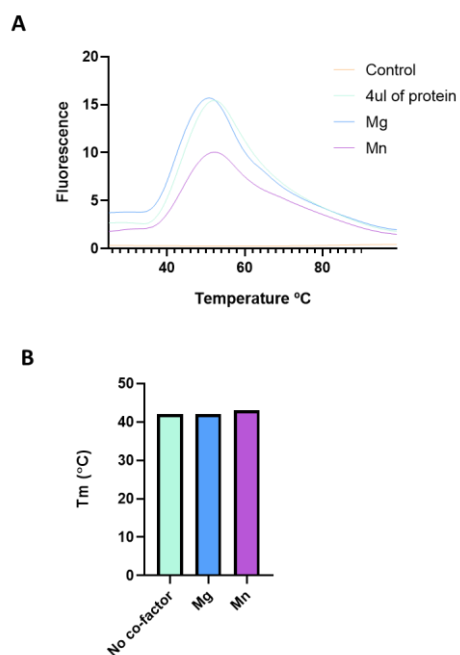 A
20
15
10
5
0
Fluorescence
40 60 80
Temperature ºC
Control
4ul of protein
Mg
Mn
B
50
40
30
20
10
0
Tm (°C)
No co-factor
Mg
Mn